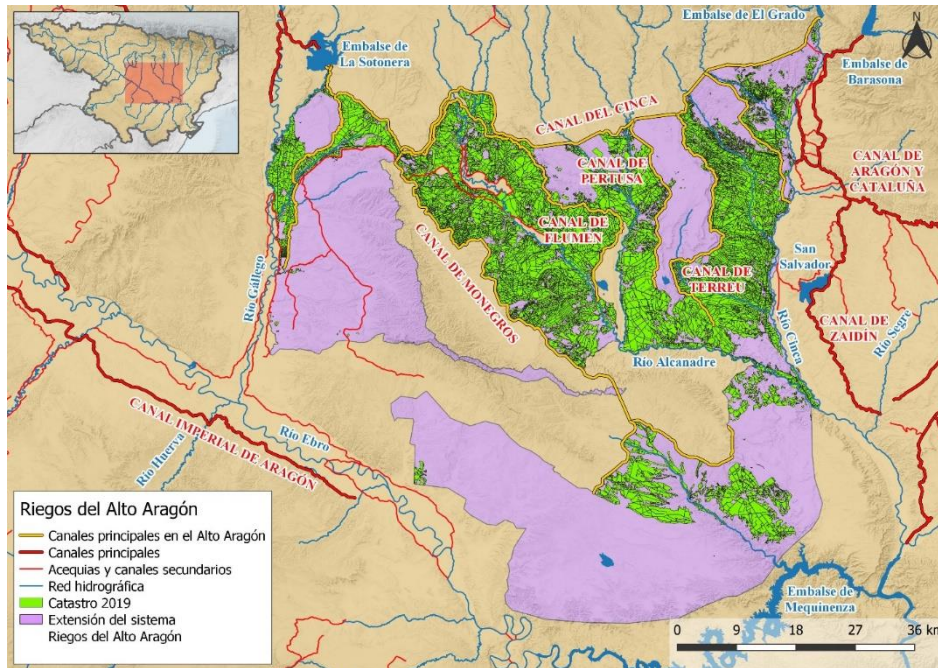 Embalse de El Grado
Embalse de
La Sotonera
Embalse de
Barasona
CANAL DEL CINCA
CANAL DE
PERTUSA
CANAL DE
ARAGÓN Y
CATALUÑA
CANAL DE
FLUMEN
CANAL DE MONEGROS
CANAL DE
TERREU
San
Salvador
Río Gállego
Río Cinca
CANAL DE
ZAIDÍN
Río Segre
Río Alcanadre
CANAL IMPERIAL DE ARAGÓN
Río Ebro
Río Huerva
Embalse de
Mequinenza
Riegos del Alto Aragón
Canales principales en el Alto Aragón
Canales principales
Acequias y canales secundarios
Red hidrográfica
Catastro 2019
Extensión del sistema
Riegos del Alto Aragón
0 9 18 27 36 km